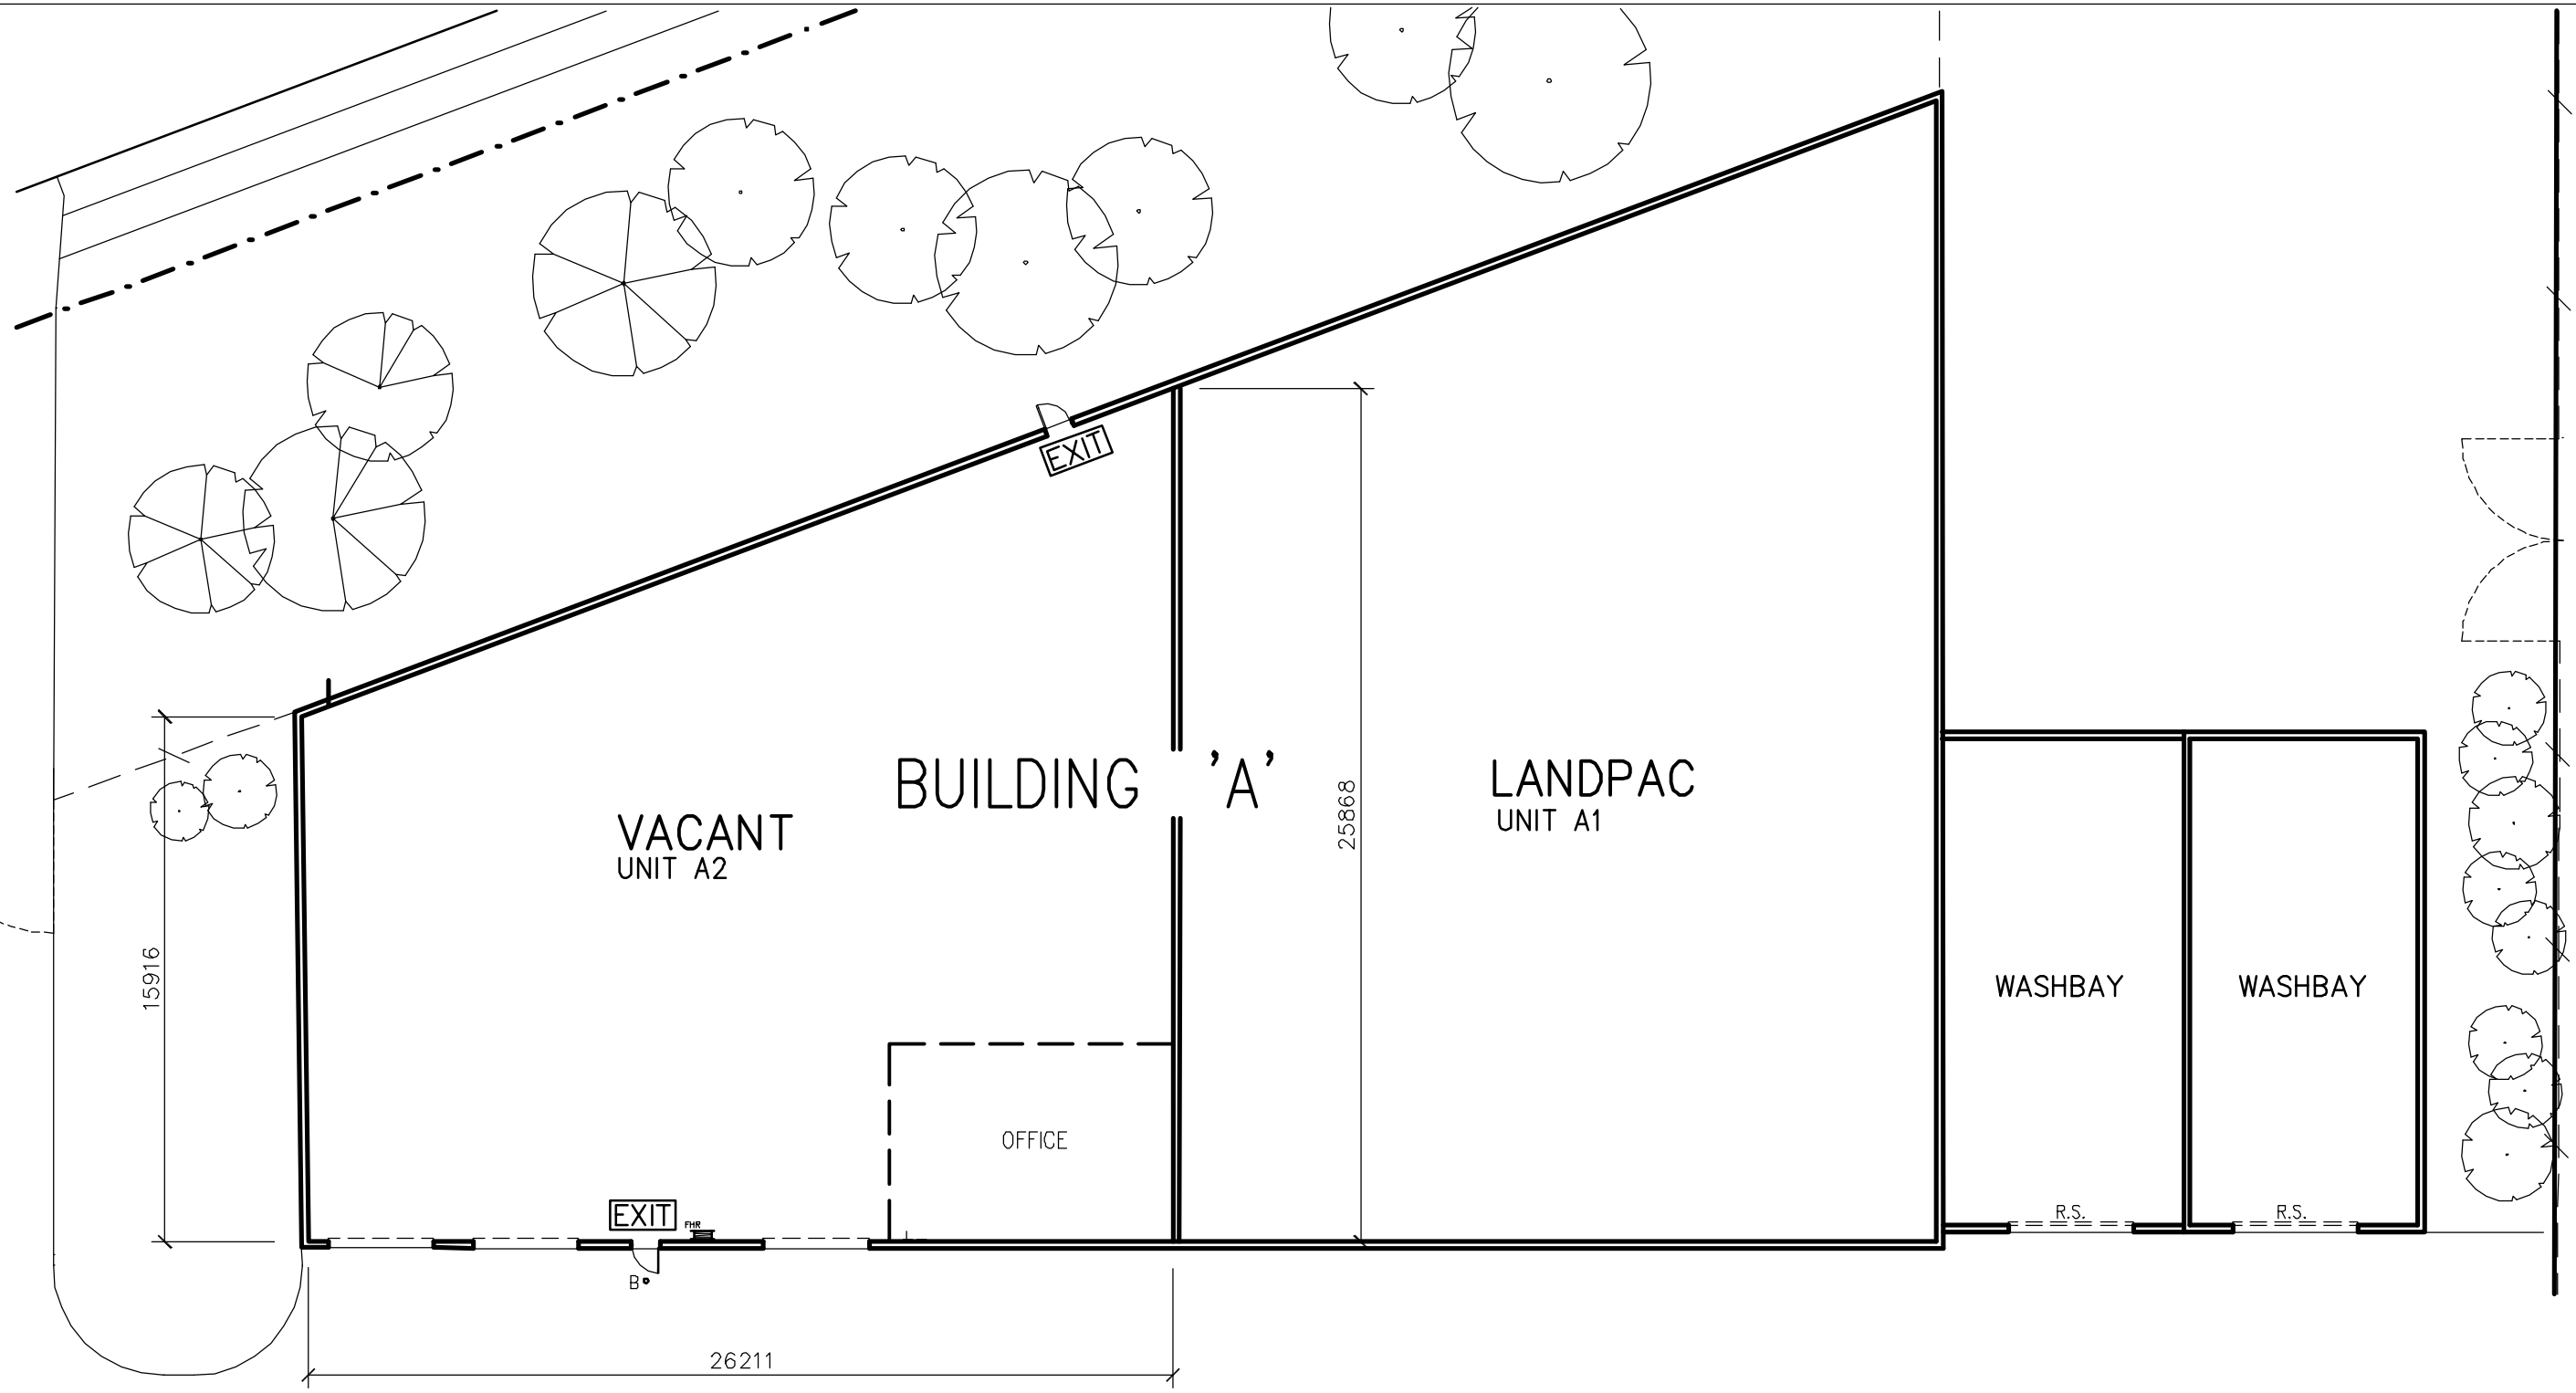 EXIT
BUILDING 'A'
LANDPAC
UNIT A1
VACANT
UNIT A2
25868
15916
WASHBAY
WASHBAY
OFFICE
EXIT
FHR
R.S.
R.S.
B
26211